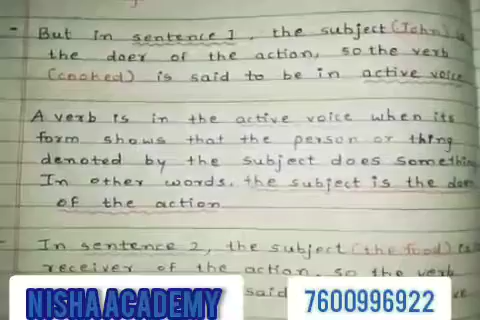 - But in sentence 1, the subject (John) is
the doer of the action, so the verb
(cooked) is said to be in active voice
A verb is in the active voice when its
form shows that the person or thing
denoted by the subject does something
In other words, the subject is the doer
of the action
- In sentence 2, the subject (the food) is
receiver of the action, so the verb
said
NISHA ACADEMY
7600996922